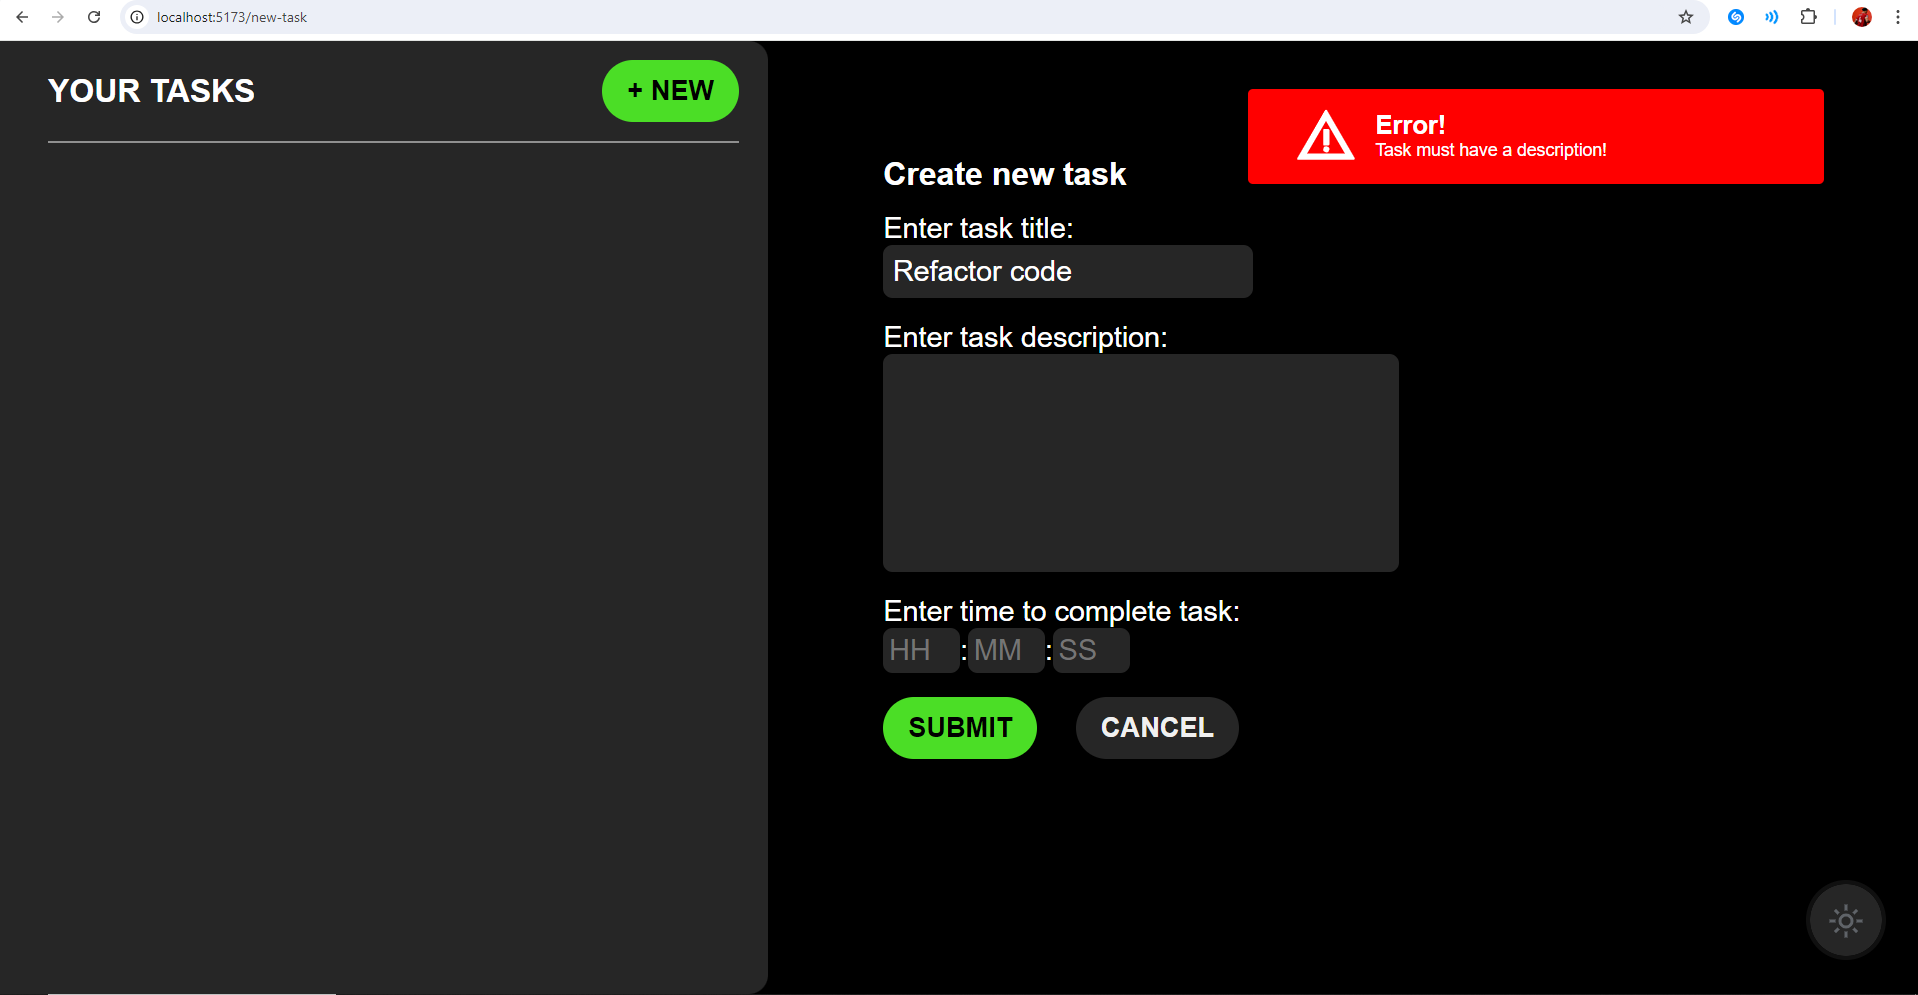 localhost:5173/new-task
YOUR TASKS
+ NEW
Error!
Task must have a description!
Create new task
Enter task title:
Refactor code
Enter task description:
Enter time to complete task:
HH : MM : SS
SUBMIT
CANCEL